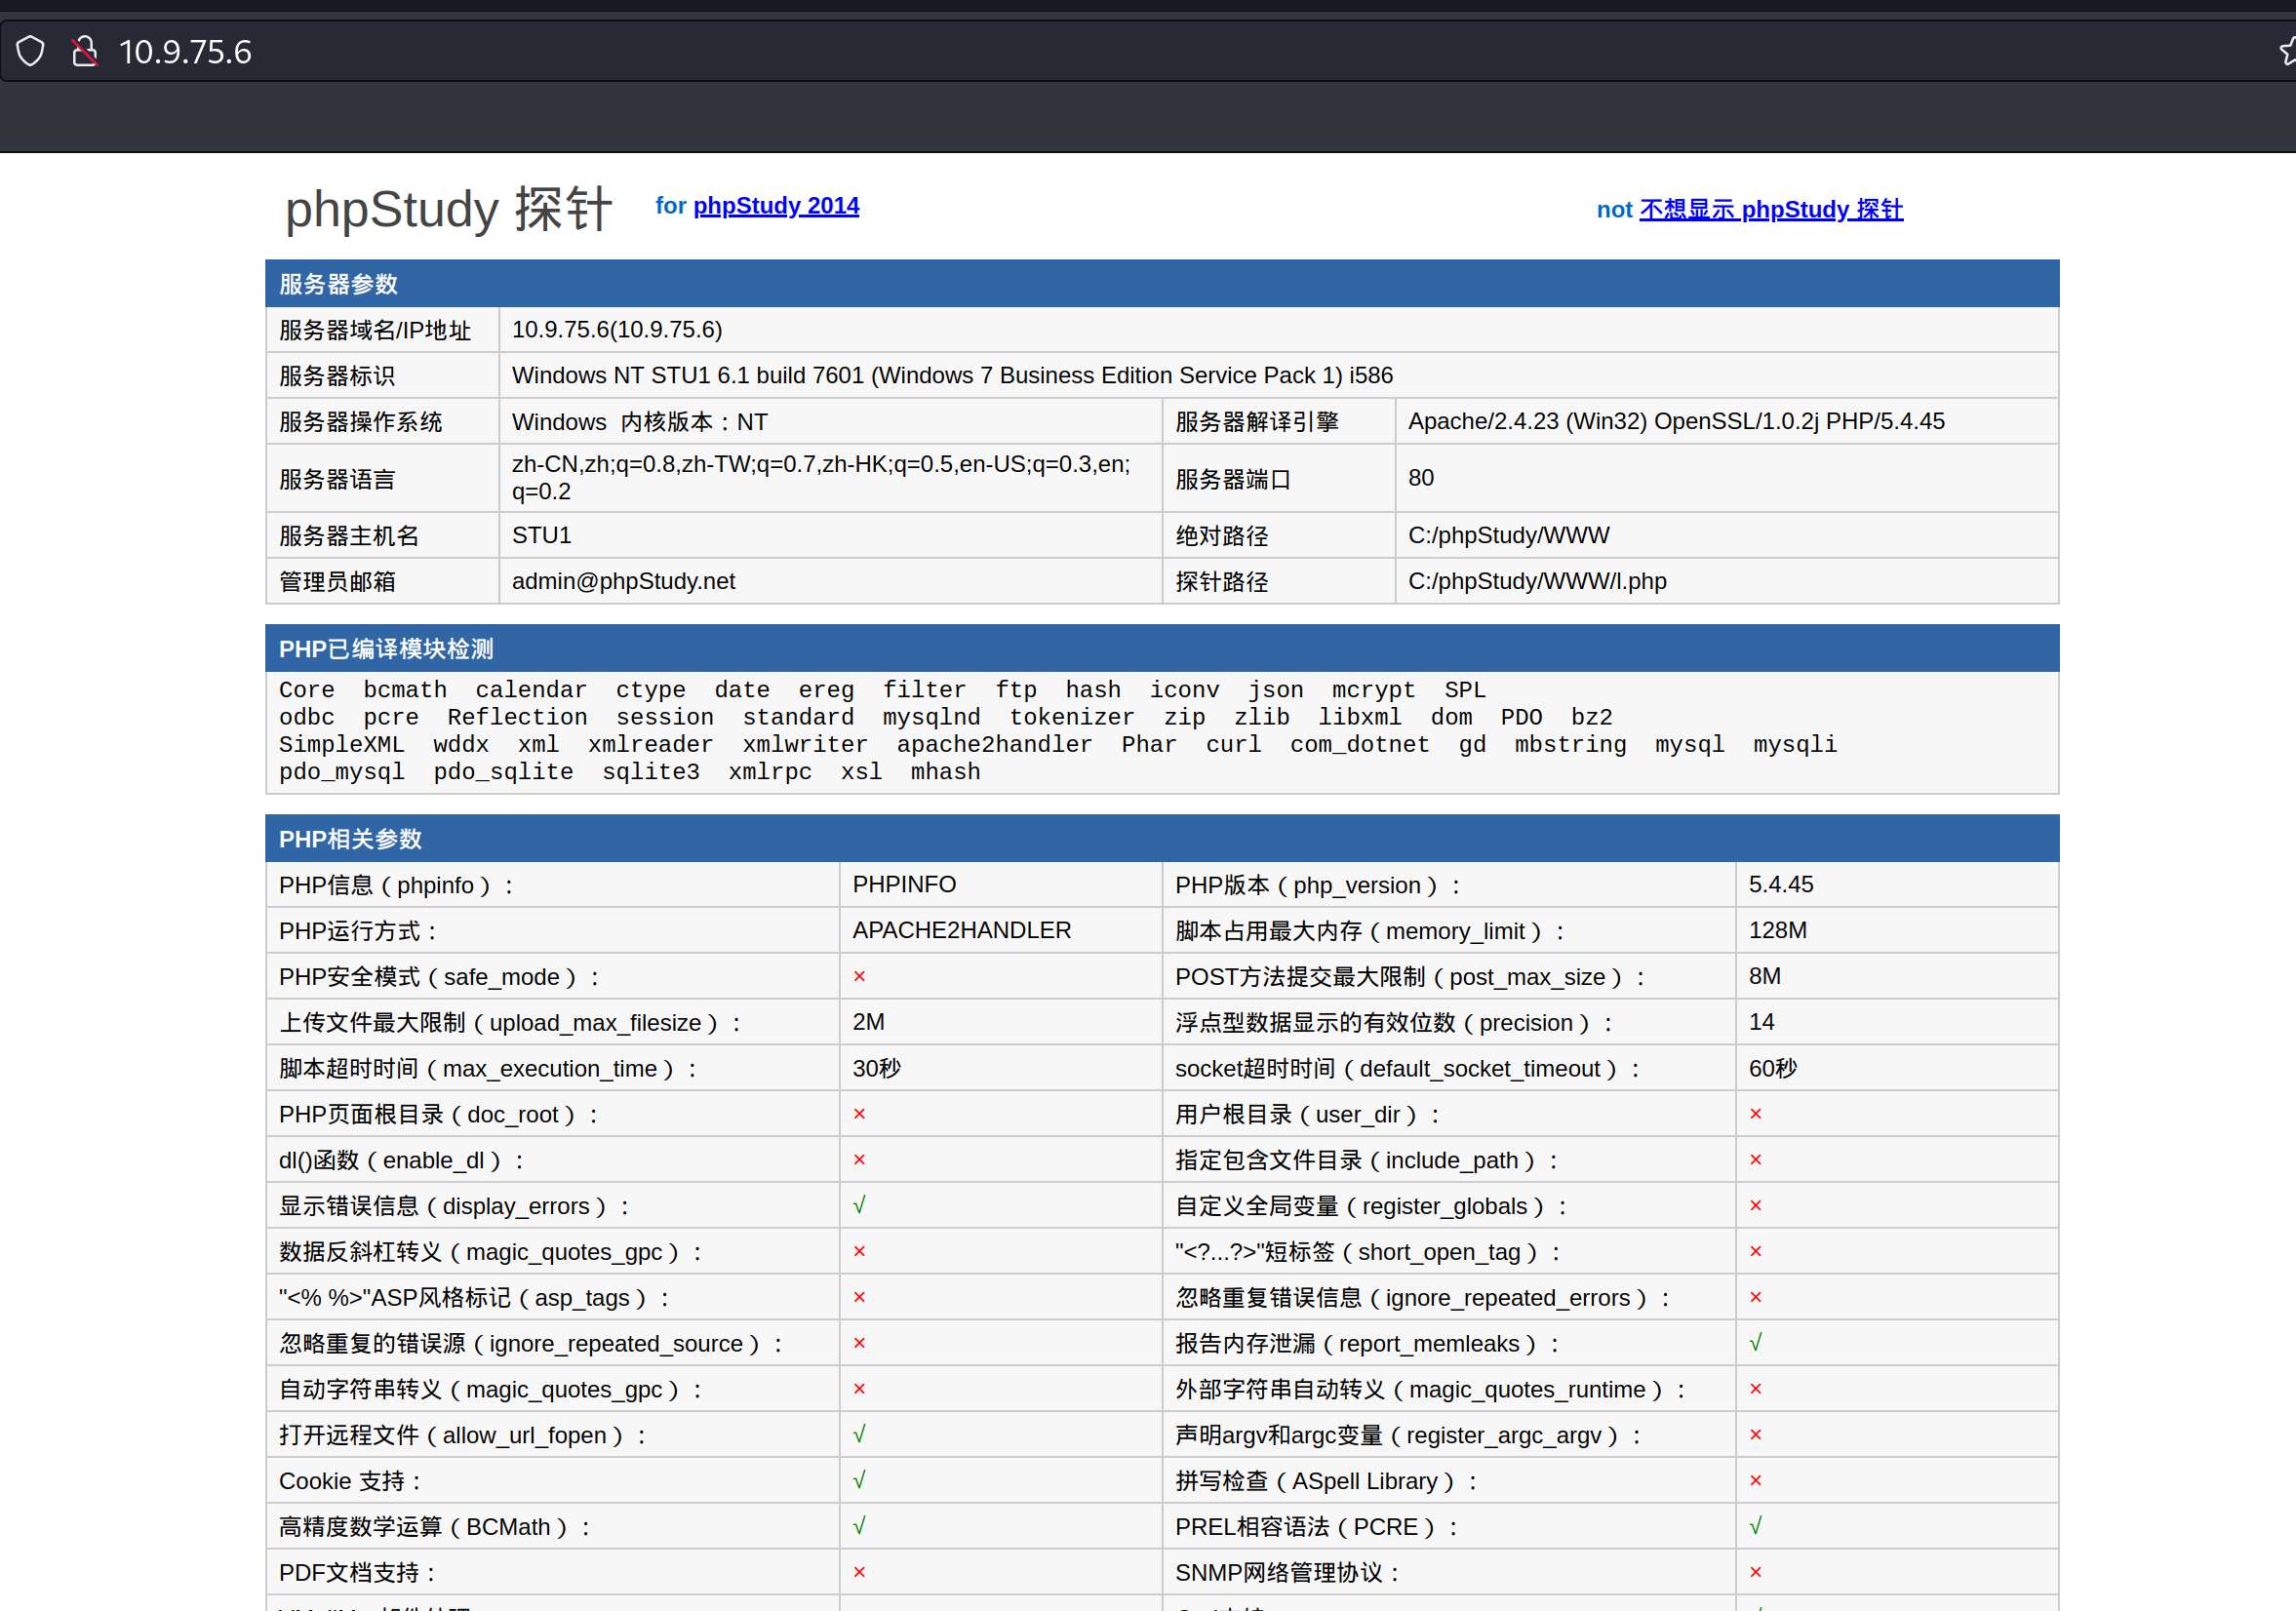 10.9.75.6
phpStudy 探针 for phpStudy 2014 not 不想显示 phpStudy 探针
服务器参数
服务器域名/IP地址 10.9.75.6(10.9.75.6)
服务器标识 Windows NT STU1 6.1 build 7601 (Windows 7 Business Edition Service Pack 1) i586
服务器操作系统 Windows 内核版本：NT 服务器解译引擎 Apache/2.4.23 (Win32) OpenSSL/1.0.2j PHP/5.4.45
服务器语言 zh-CN,zh;q=0.8,zh-TW;q=0.7,zh-HK;q=0.5,en-US;q=0.3,en;
q=0.2 服务器端口 80
服务器主机名 STU1 绝对路径 C:/phpStudy/WWW
管理员邮箱 admin@phpStudy.net 探针路径 C:/phpStudy/WWW/l.php
PHP已编译模块检测
Core bcmath calendar ctype date ereg filter ftp hash iconv json mcrypt SPL
odbc pcre Reflection session standard mysqlnd tokenizer zip zlib libxml dom PDO bz2
SimpleXML wddx xml xmlreader xmlwriter apache2handler Phar curl com_dotnet gd mbstring mysql mysqli
pdo_mysql pdo_sqlite sqlite3 xmlrpc xsl mhash
PHP相关参数
PHP信息（phpinfo）： PHPINFO PHP版本（php_version）： 5.4.45
PHP运行方式： APACHE2HANDLER 脚本占用最大内存（memory_limit）： 128M
PHP安全模式（safe_mode）： × POST方法提交最大限制（post_max_size）： 8M
上传文件最大限制（upload_max_filesize）： 2M 浮点型数据显示的有效位数（precision）： 14
脚本超时时间（max_execution_time）： 30秒 socket超时时间（default_socket_timeout）： 60秒
PHP页面根目录（doc_root）： × 用户根目录（user_dir）： ×
dl()函数（enable_dl）： × 指定包含文件目录（include_path）： ×
显示错误信息（display_errors）： √ 自定义全局变量（register_globals）： ×
数据反斜杠转义（magic_quotes_gpc）： × "<?...?>"短标签（short_open_tag）： ×
"<% %>"ASP风格标记（asp_tags）： × 忽略重复错误信息（ignore_repeated_errors）： ×
忽略重复的错误源（ignore_repeated_source）： × 报告内存泄漏（report_memleaks）： √
自动字符串转义（magic_quotes_gpc）： × 外部字符串自动转义（magic_quotes_runtime）： ×
打开远程文件（allow_url_fopen）： √ 声明argv和argc变量（register_argc_argv）： ×
Cookie 支持： √ 拼写检查（ASpell Library）： ×
高精度数学运算（BCMath）： √ PREL相容语法（PCRE）： √
PDF文档支持： × SNMP网络管理协议： ×